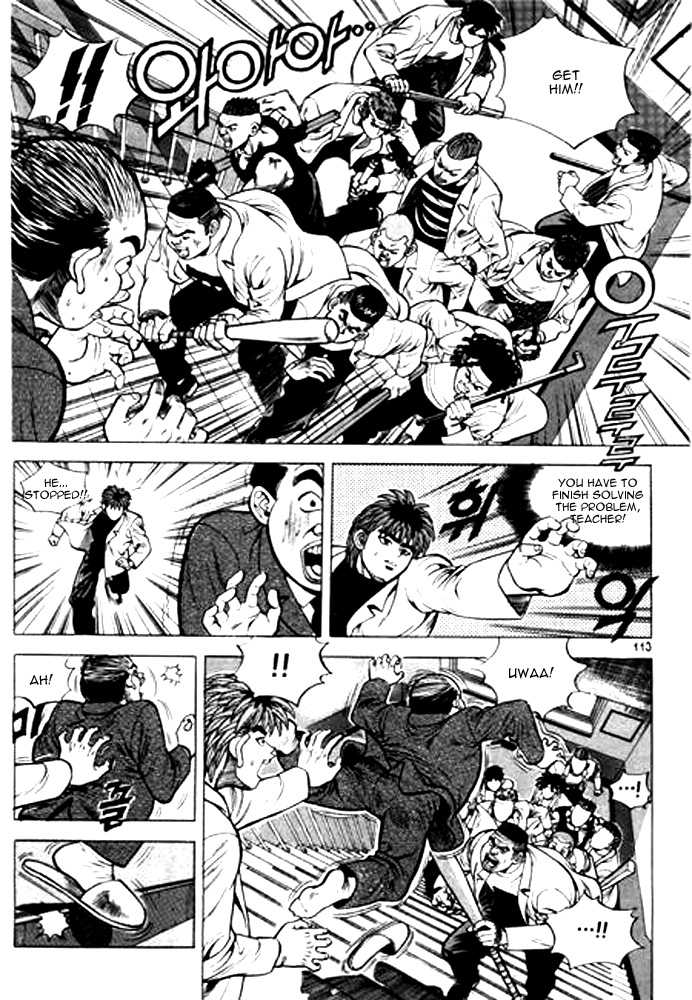 !!
와아아아
GET
HIM!!
HE...
STOPPED!!
휘
YOU HAVE TO
FINISH SOLVING
THE PROBLEM,
TEACHER!
113
AH!
!!
UWAA!
...!
...!!